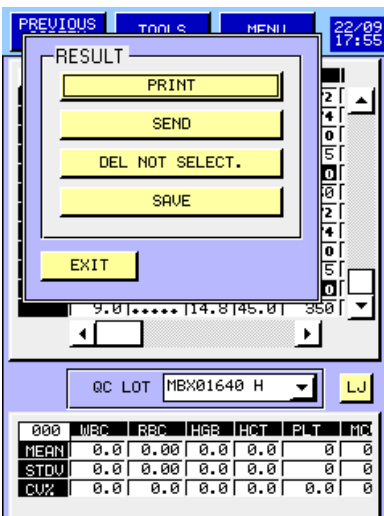 PREVIOUS TOOLS MENU 22/09
17:55
RESULT
PRINT
SEND
DEL NOT SELECT.
SAVE
EXIT
9.0 ..... 14.8 45.0 350
QC LOT MBX01640 H LJ
000 WBC RBC HGB HCT PLT MC
MEAN 0.0 0.00 0.0 0.0 0 0
STDV 0.0 0.00 0.0 0.0 0 0
CV% 0.0 0.0 0.0 0.0 0.0 0